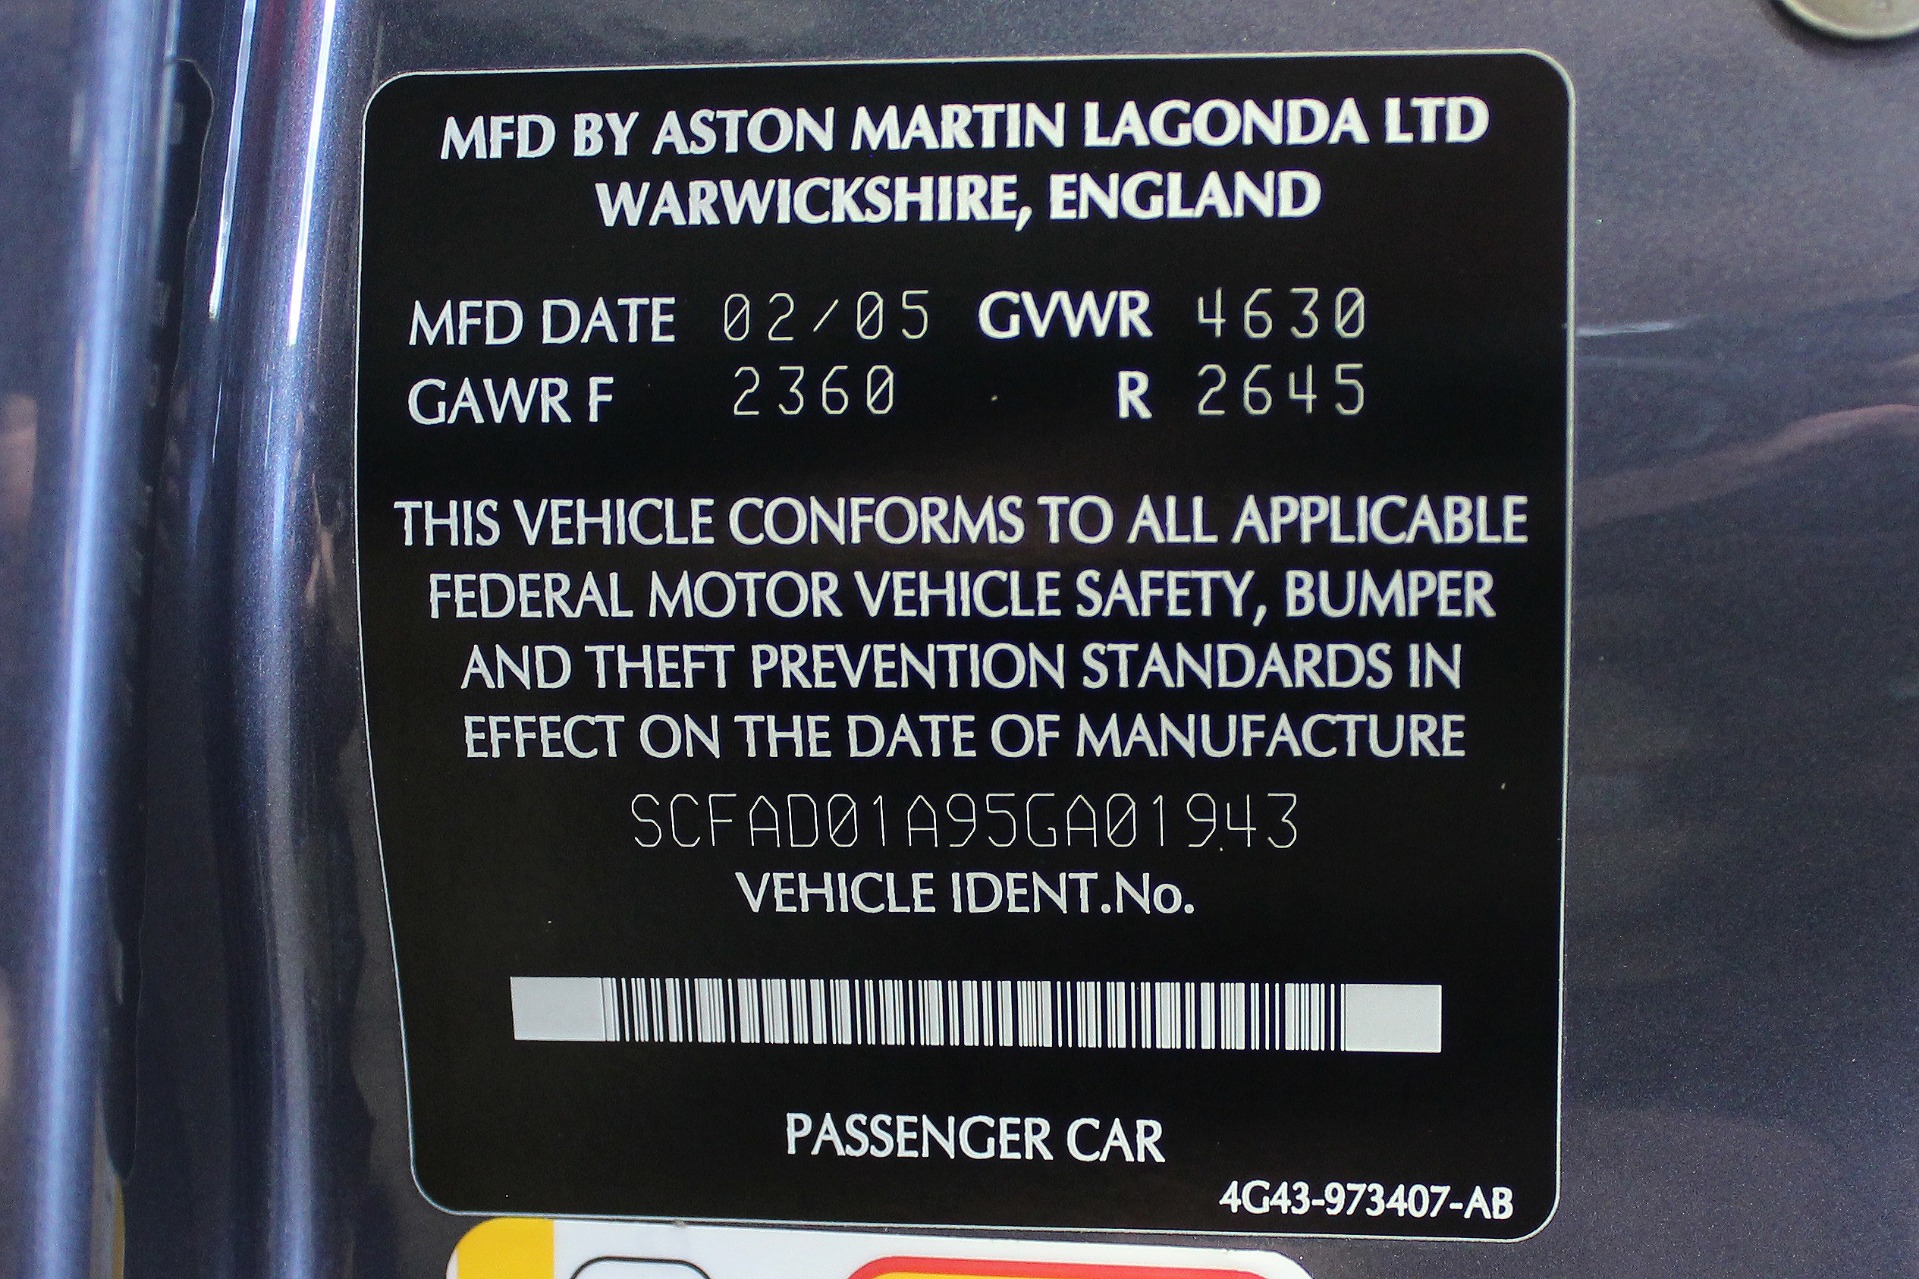 MFD BY ASTON MARTIN LAGONDA LTD
WARWICKSHIRE, ENGLAND
MFD DATE 02/05 GVWR 4630
GAWR F 2360 R 2645
THIS VEHICLE CONFORMS TO ALL APPLICABLE
FEDERAL MOTOR VEHICLE SAFETY, BUMPER
AND THEFT PREVENTION STANDARDS IN
EFFECT ON THE DATE OF MANUFACTURE
SCFAD01A95GA01943
VEHICLE IDENT.No.
PASSENGER CAR
4G43-973407-AB